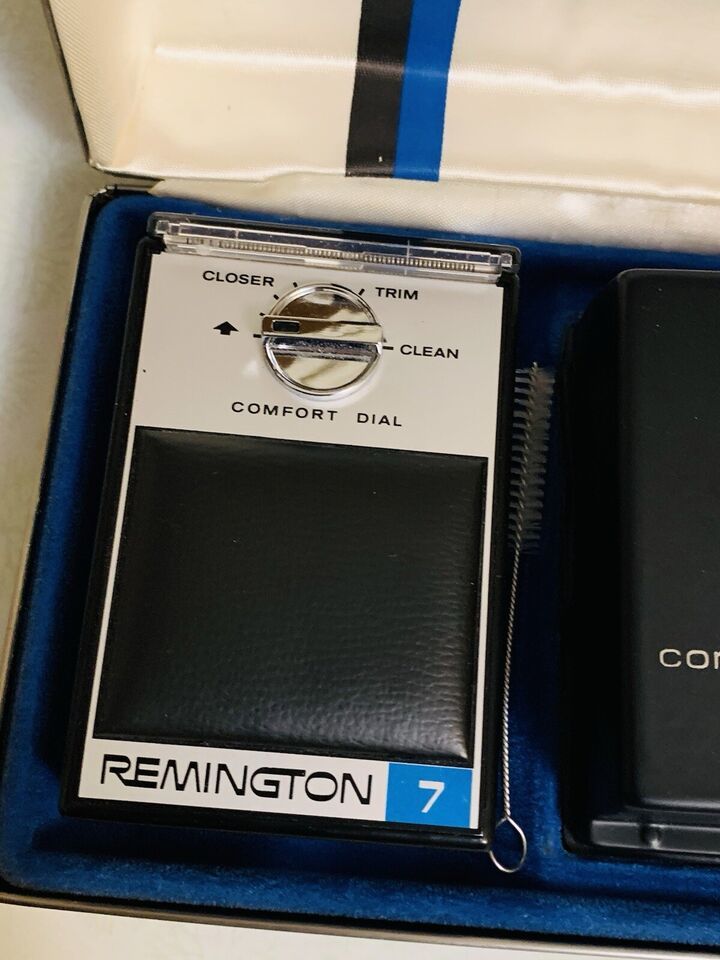 CLOSER TRIM
CLEAN
COMFORT DIAL
REMINGTON 7